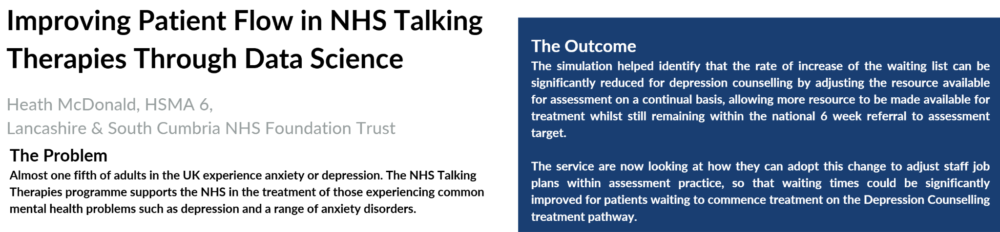 Improving Patient Flow in NHS Talking
Therapies Through Data Science
Heath McDonald, HSMA 6,
Lancashire & South Cumbria NHS Foundation Trust
The Problem
Almost one fifth of adults in the UK experience anxiety or depression. The NHS Talking
Therapies programme supports the NHS in the treatment of those experiencing common
mental health problems such as depression and a range of anxiety disorders.
The Outcome
The simulation helped identify that the rate of increase of the waiting list can be
significantly reduced for depression counselling by adjusting the resource available
for assessment on a continual basis, allowing more resource to be made available for
treatment whilst still remaining within the national 6 week referral to assessment
target.
The service are now looking at how they can adopt this change to adjust staff job
plans within assessment practice, so that waiting times could be significantly
improved for patients waiting to commence treatment on the Depression Counselling
treatment pathway.